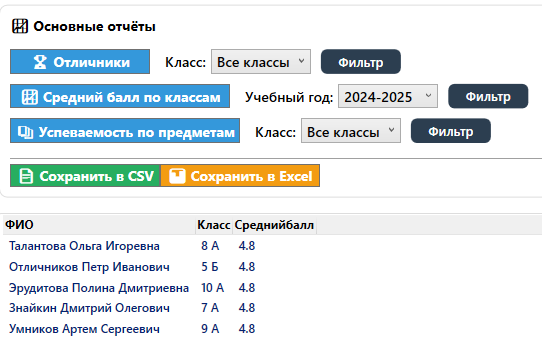 Основные отчёты
Отличники Класс: Все классы Фильтр
Средний балл по классам Учебный год: 2024-2025 Фильтр
Успеваемость по предметам Класс: Все классы Фильтр
Сохранить в CSV Сохранить в Excel
ФИО Класс Среднийбалл
Талантова Ольга Игоревна 8 А 4.8
Отличников Петр Иванович 5 Б 4.8
Эрудитова Полина Дмитриевна 10 А 4.8
Знайкин Дмитрий Олегович 7 А 4.8
Умников Артем Сергеевич 9 А 4.8